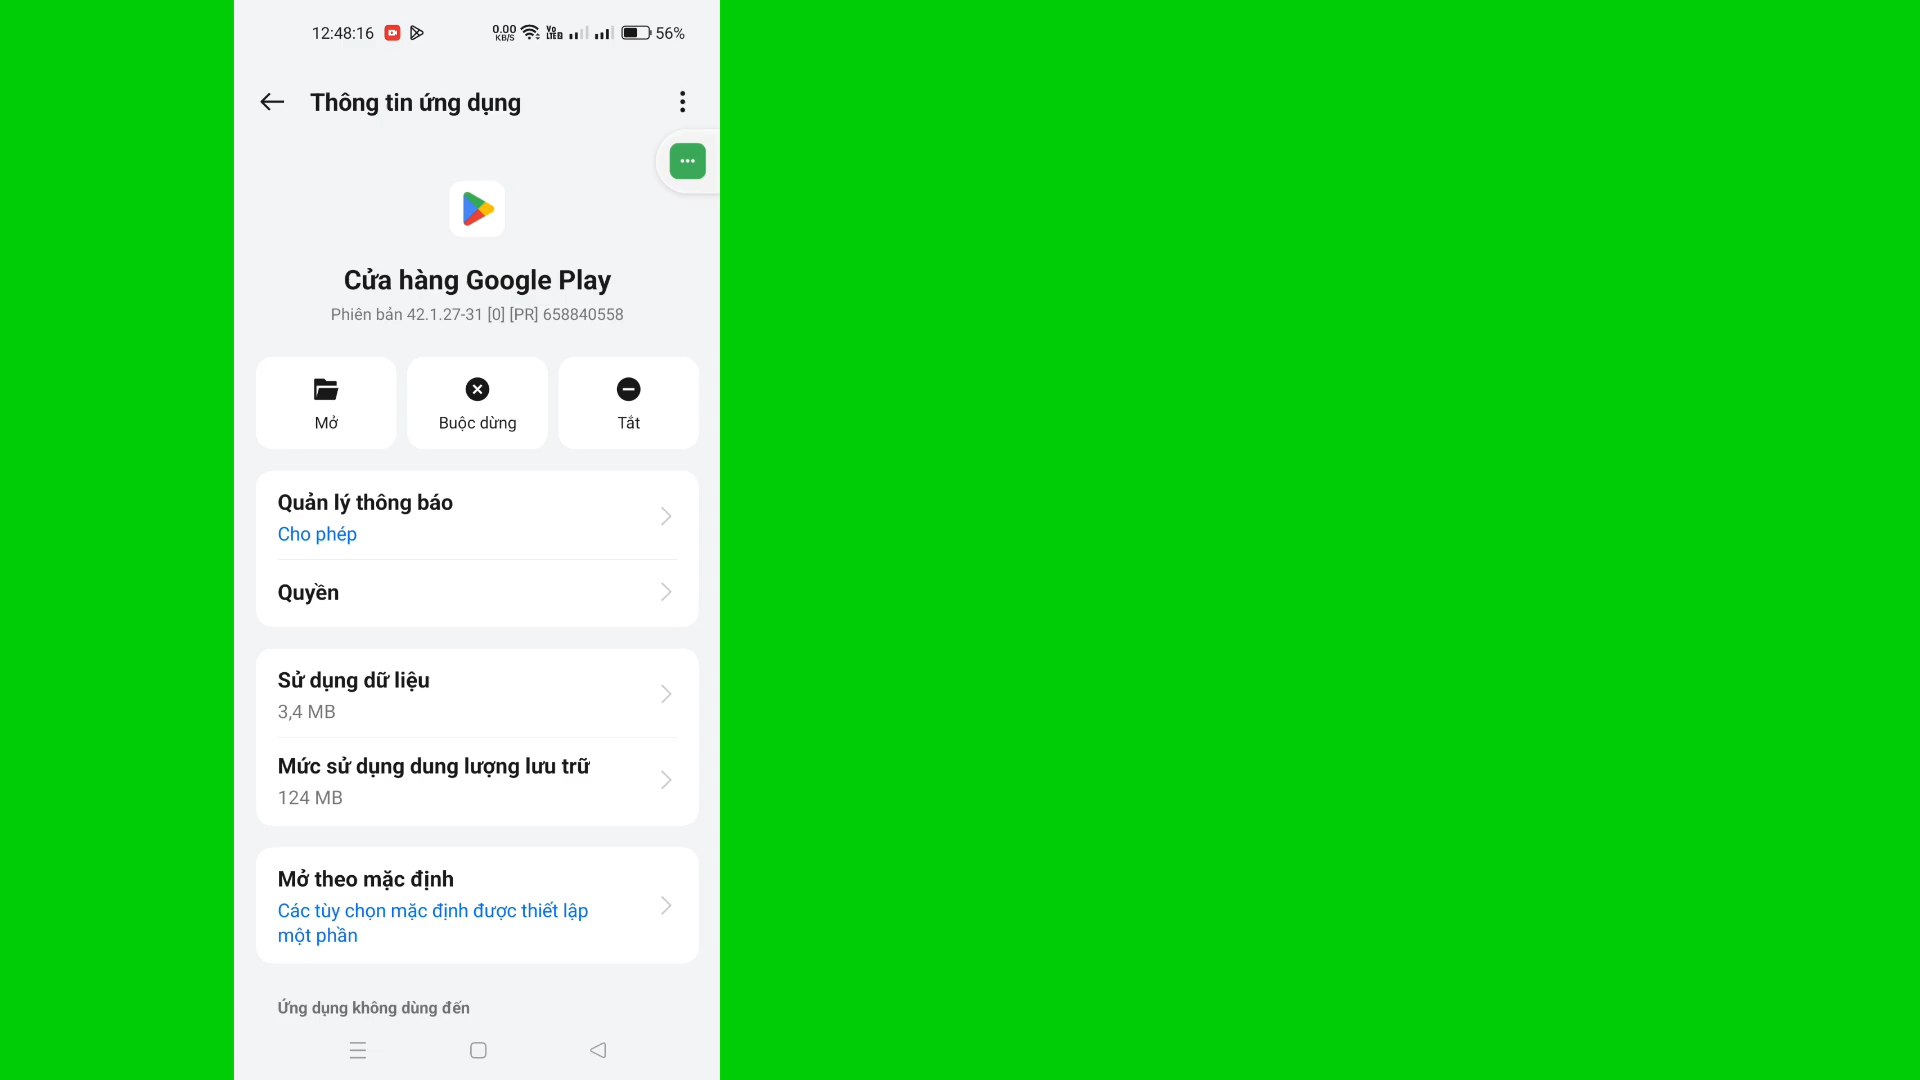 12:48:16
0.00 KB/S
Vo LTE2
56%
Thông tin ứng dụng
Cửa hàng Google Play
Phiên bản 42.1.27-31 [0] [PR] 658840558
Mở
Buộc dừng
Tắt
Quản lý thông báo
Cho phép
Quyền
Sử dụng dữ liệu
3,4 MB
Mức sử dụng dung lượng lưu trữ
124 MB
Mở theo mặc định
Các tùy chọn mặc định được thiết lập
một phần
Ứng dụng không dùng đến